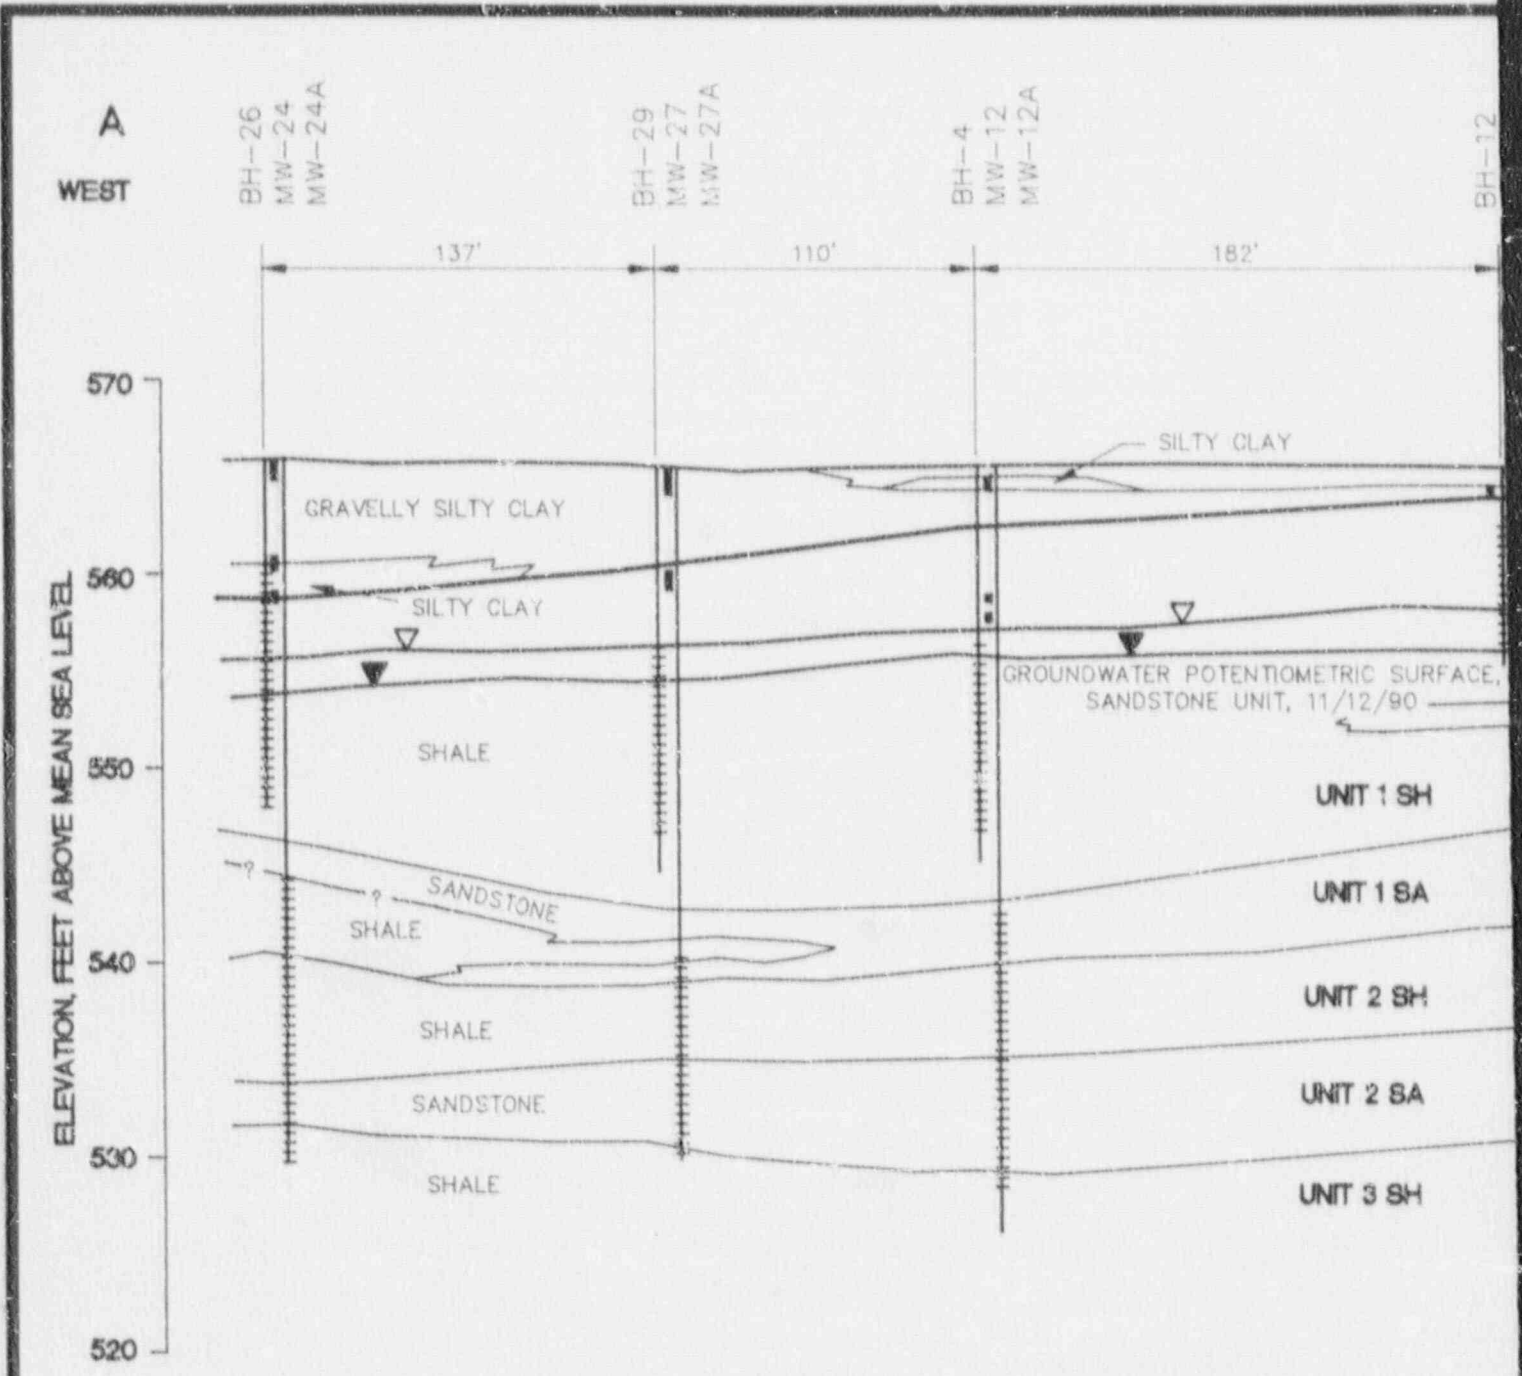 A
WEST
BH-26
MW-24
MW-24A
BH-29
MW-27
MW-27A
BH-4
MW-12
MW-12A
BH-12
137'
110'
182'
570
560
550
540
530
520
ELEVATION, FEET ABOVE MEAN SEA LEVEL
SILTY CLAY
GRAVELLY SILTY CLAY
SILTY CLAY
GROUNDWATER POTENTIOMETRIC SURFACE,
SANDSTONE UNIT, 11/12/90
SHALE
UNIT 1 SH
?
?
SANDSTONE
UNIT 1 SA
SHALE
UNIT 2 SH
SHALE
UNIT 2 SA
SANDSTONE
UNIT 3 SH
SHALE